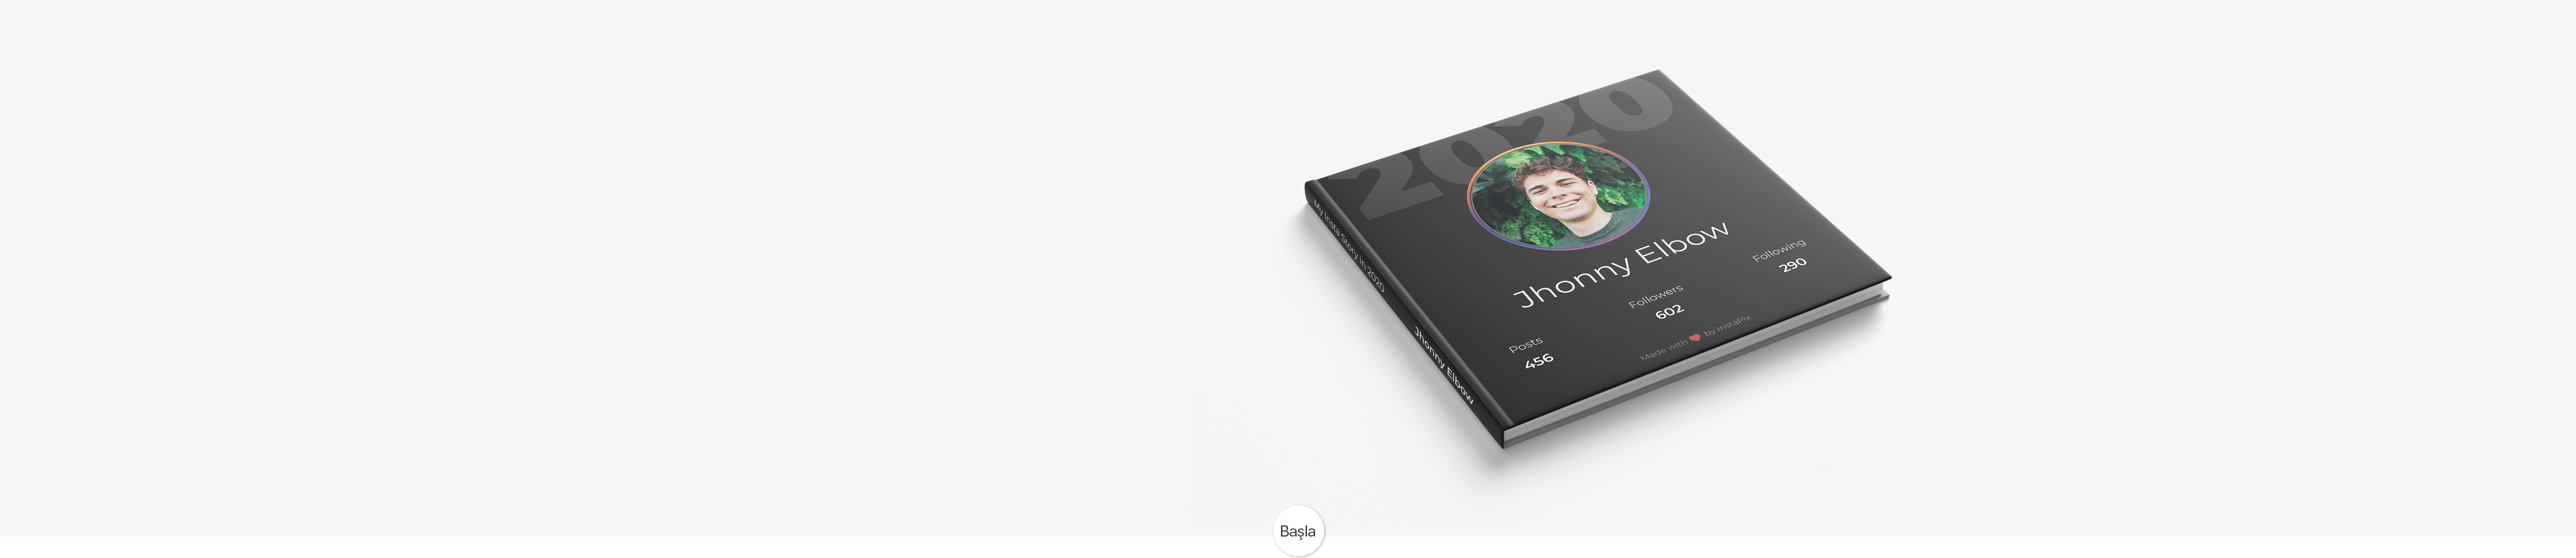 2020
My Insta Story in 2020
Jhonny Elbow
Jhonny Elbow
Following
290
Followers
602
Posts
456
Made with ❤ by InstaPix
Başla